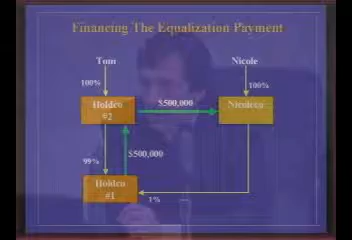 Financing The Equalization Payment
Tom
Nicole
100%
100%
Holdco
#2
$500,000
Nicoleco
99%
$500,000
Holdco
#1
1%